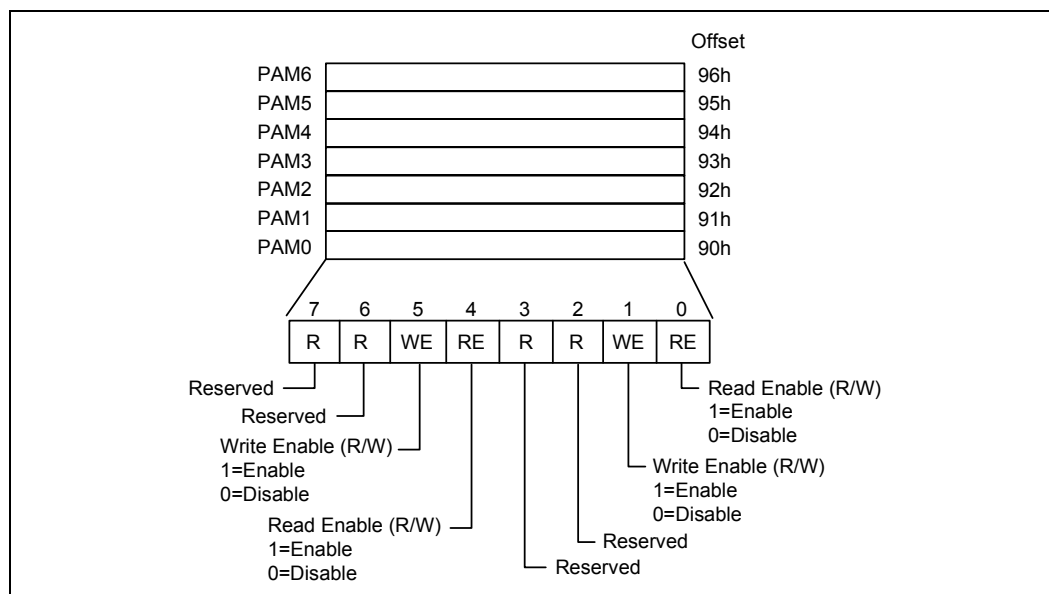 Offset
PAM6 96h
PAM5 95h
PAM4 94h
PAM3 93h
PAM2 92h
PAM1 91h
PAM0 90h
7 6 5 4 3 2 1 0
R R WE RE R R WE RE
Reserved
Reserved
Write Enable (R/W)
1=Enable
0=Disable
Read Enable (R/W)
1=Enable
0=Disable
Reserved
Reserved
Write Enable (R/W)
1=Enable
0=Disable
Read Enable (R/W)
1=Enable
0=Disable